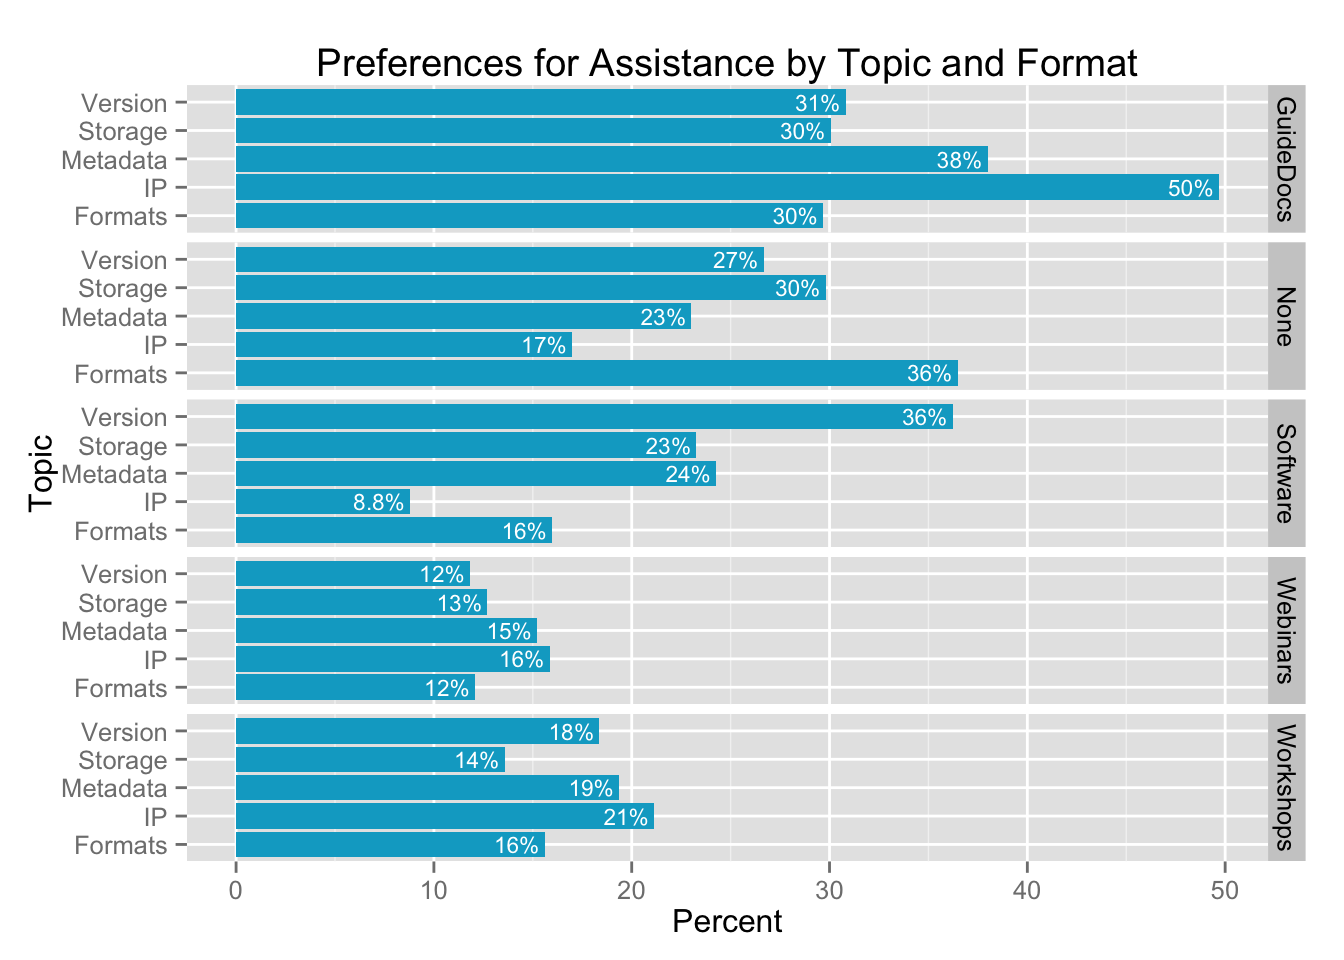 Preferences for Assistance by Topic and Format
Version 31%
Storage 30%
Metadata 38%
IP 50%
Formats 30%
GuideDocs
Version 27%
Storage 30%
Metadata 23%
IP 17%
Formats 36%
None
Version 36%
Storage 23%
Metadata 24%
IP 8.8%
Formats 16%
Software
Version 12%
Storage 13%
Metadata 15%
IP 16%
Formats 12%
Webinars
Version 18%
Storage 14%
Metadata 19%
IP 21%
Formats 16%
Workshops
Topic
0 10 20 30 40 50
Percent